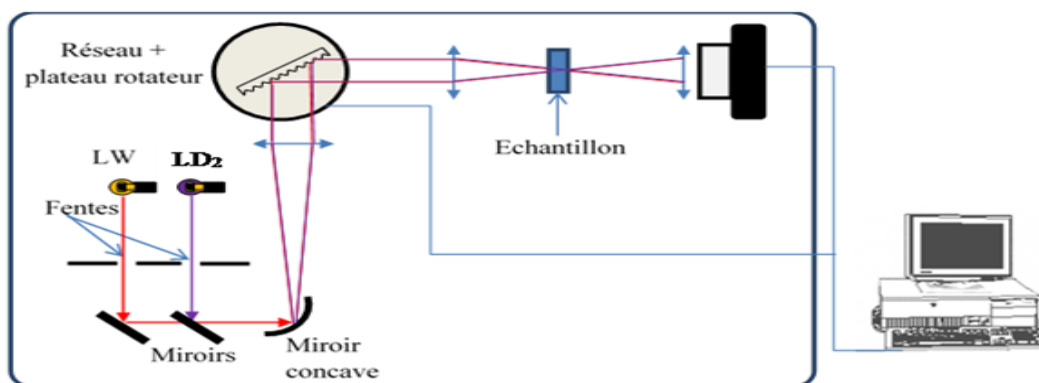 Réseau +
plateau rotateur
Echantillon
LW
LD₂
Fentes
Miroirs
Miroir
concave